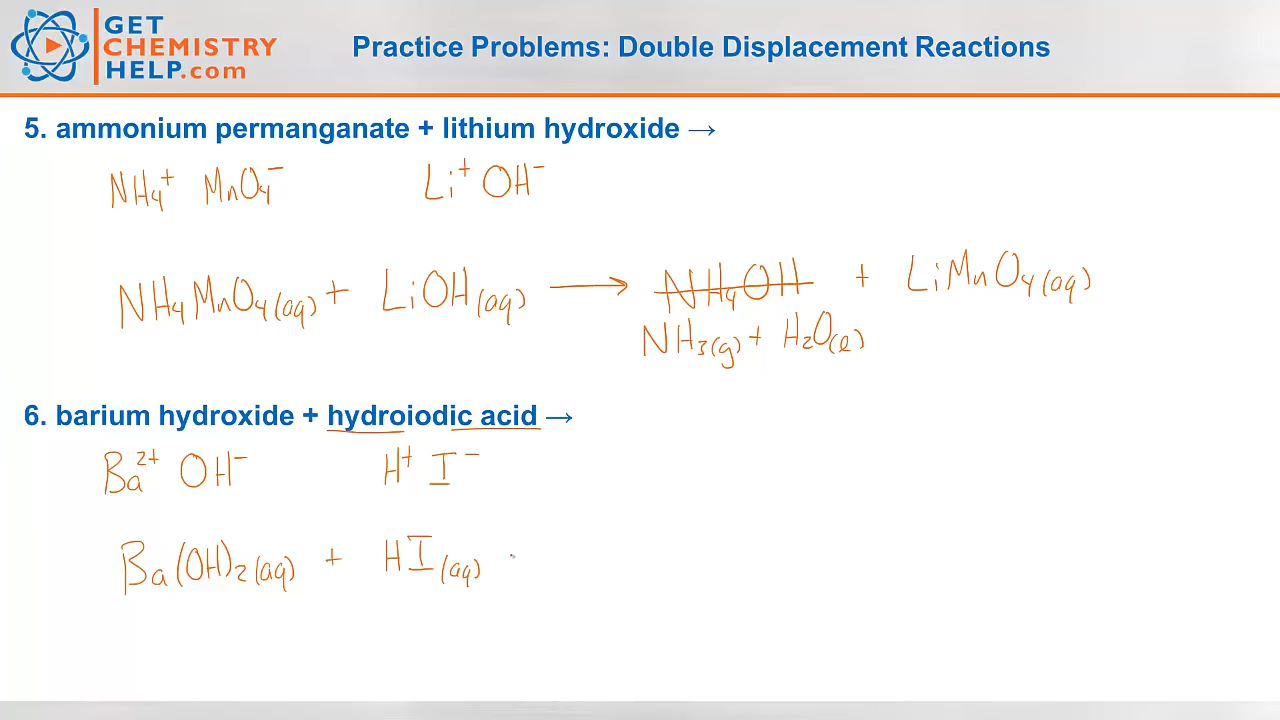 GET CHEMISTRY HELP.com
Practice Problems: Double Displacement Reactions
5. ammonium permanganate + lithium hydroxide →
NH₄⁺ MnO₄⁻ Li⁺ OH⁻
NH₄MnO₄(aq) + LiOH(aq) → NH₄OH + LiMnO₄(aq)
NH₃(g) + H₂O(l)
6. barium hydroxide + hydroiodic acid →
Ba²⁺ OH⁻ H⁺ I⁻
Ba(OH)₂(aq) + HI(aq)